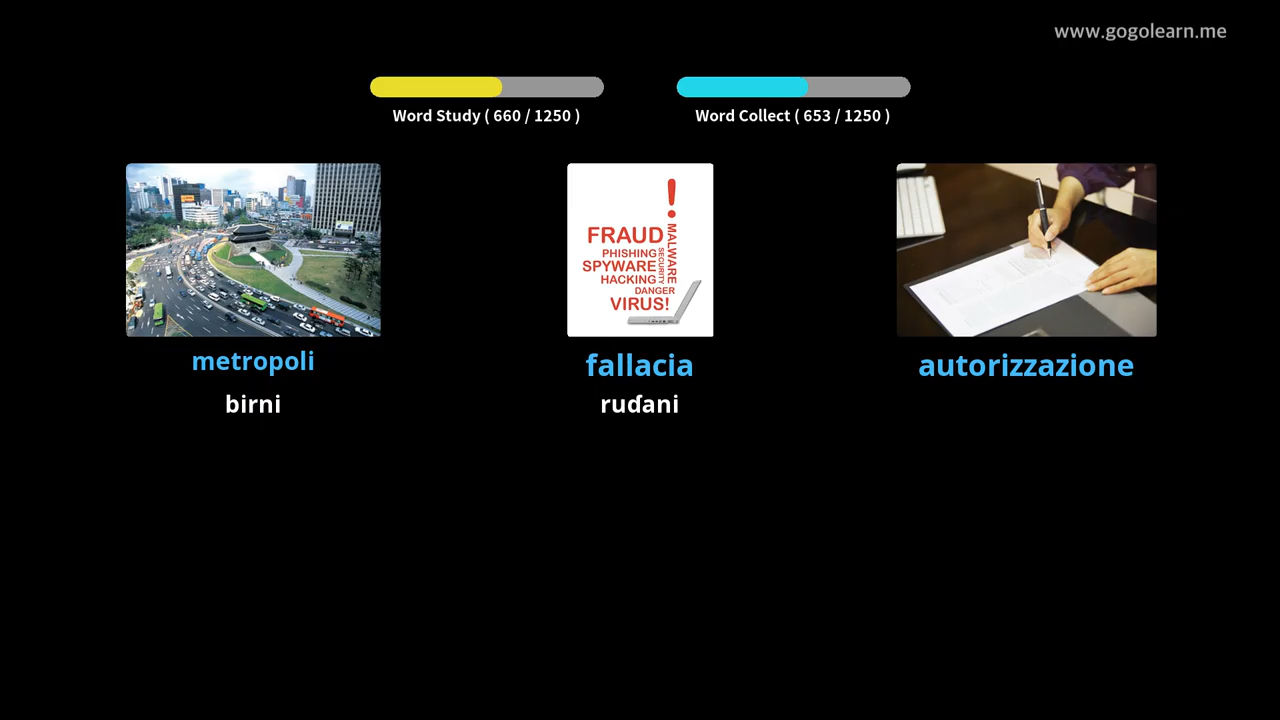 www.gogolearn.me
Word Study ( 660 / 1250 )
Word Collect ( 653 / 1250 )
!
FRAUD
PHISHING
SPYWARE
HACKING
DANGER
VIRUS!
SECURITY
MALWARE
metropoli
fallacia
autorizzazione
birni
ruɗani